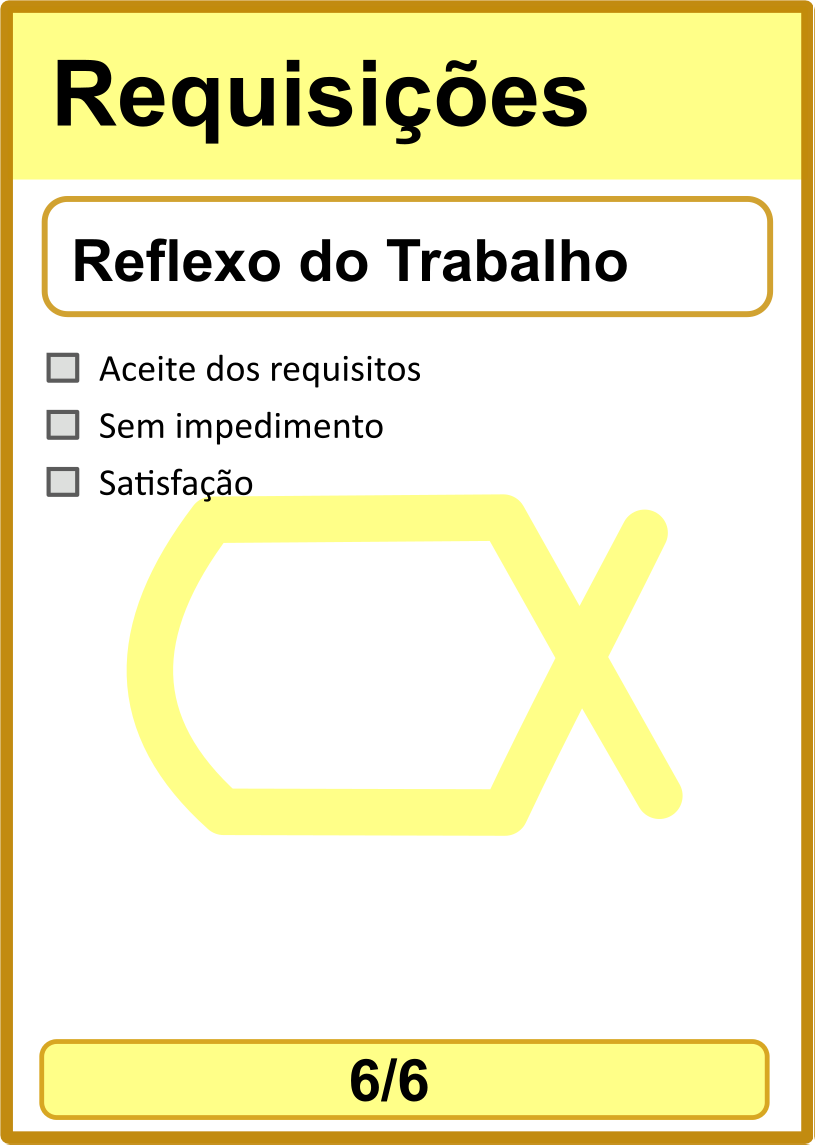 Requisições
Reflexo do Trabalho
Aceite dos requisitos
Sem impedimento
Satisfação
6/6